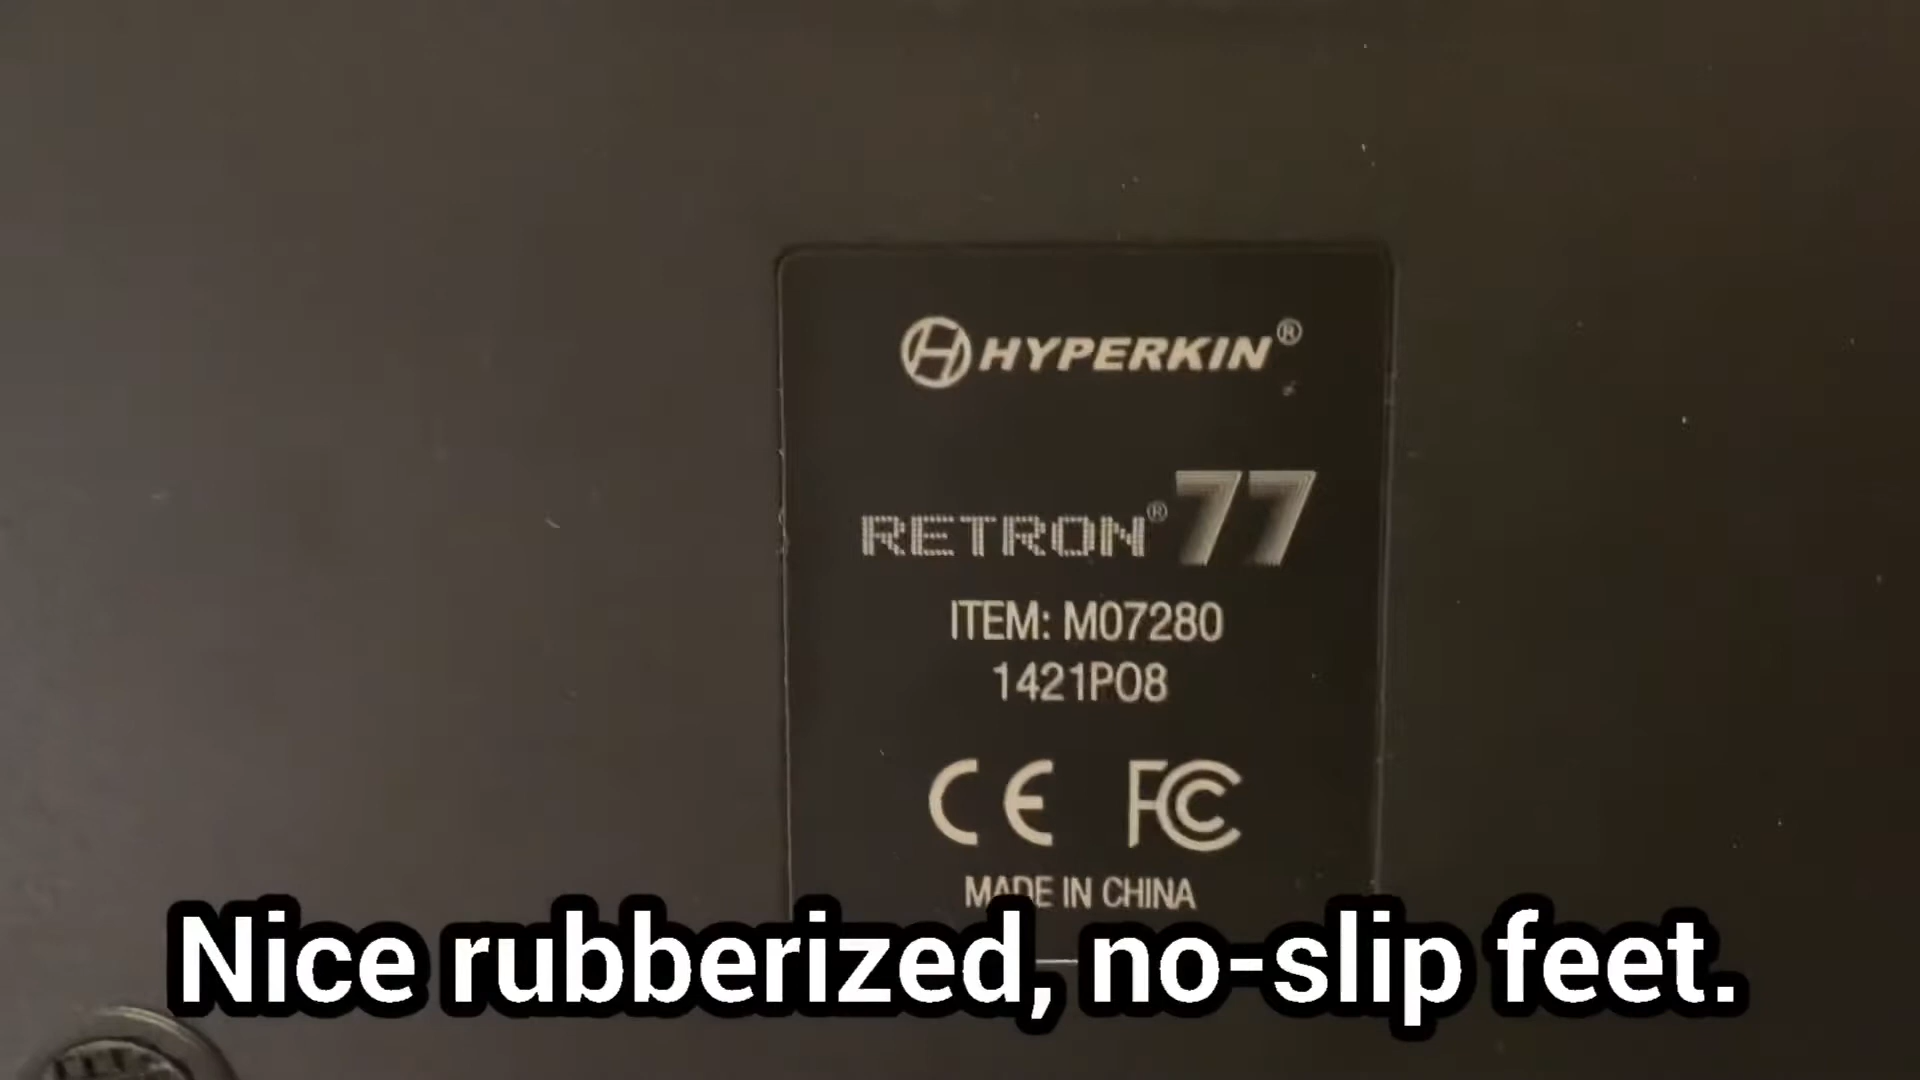 HYPERKIN®
RETRON® 77
ITEM: M07280
1421P08
CE FC
MADE IN CHINA
Nice rubberized, no-slip feet.